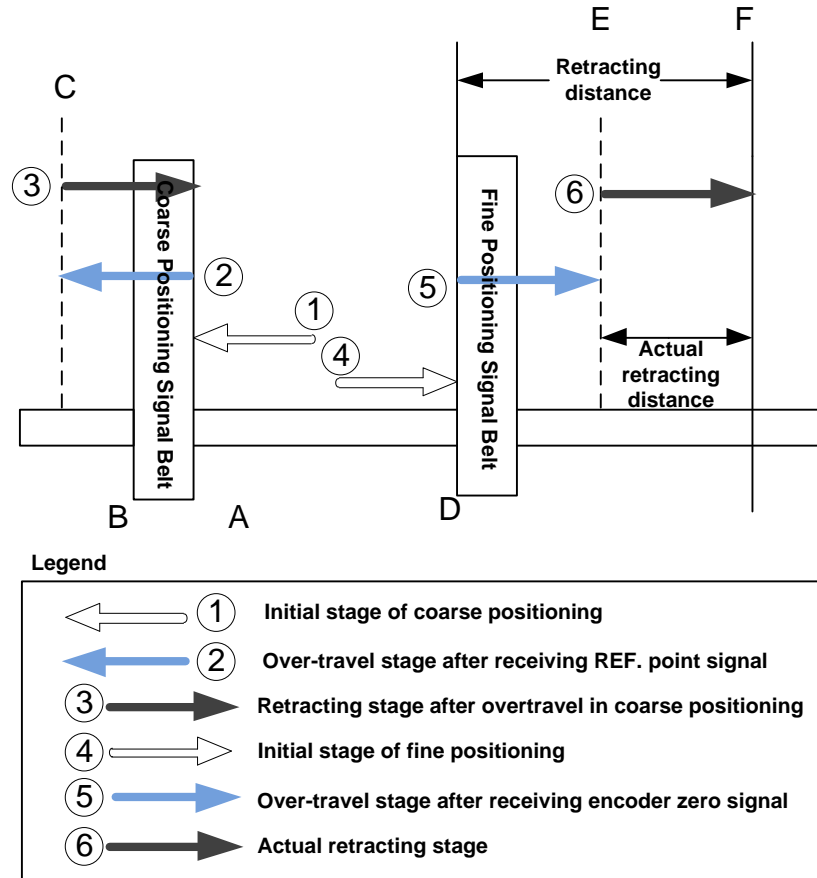 E
F
Retracting
distance
C
3
Coarse Positioning Signal Belt
Fine Positioning Signal Belt
6
2
5
1
4
Actual
retracting
distance
B
A
D
Legend
1 Initial stage of coarse positioning
2 Over-travel stage after receiving REF. point signal
3 Retracting stage after overtravel in coarse positioning
4 Initial stage of fine positioning
5 Over-travel stage after receiving encoder zero signal
6 Actual retracting stage